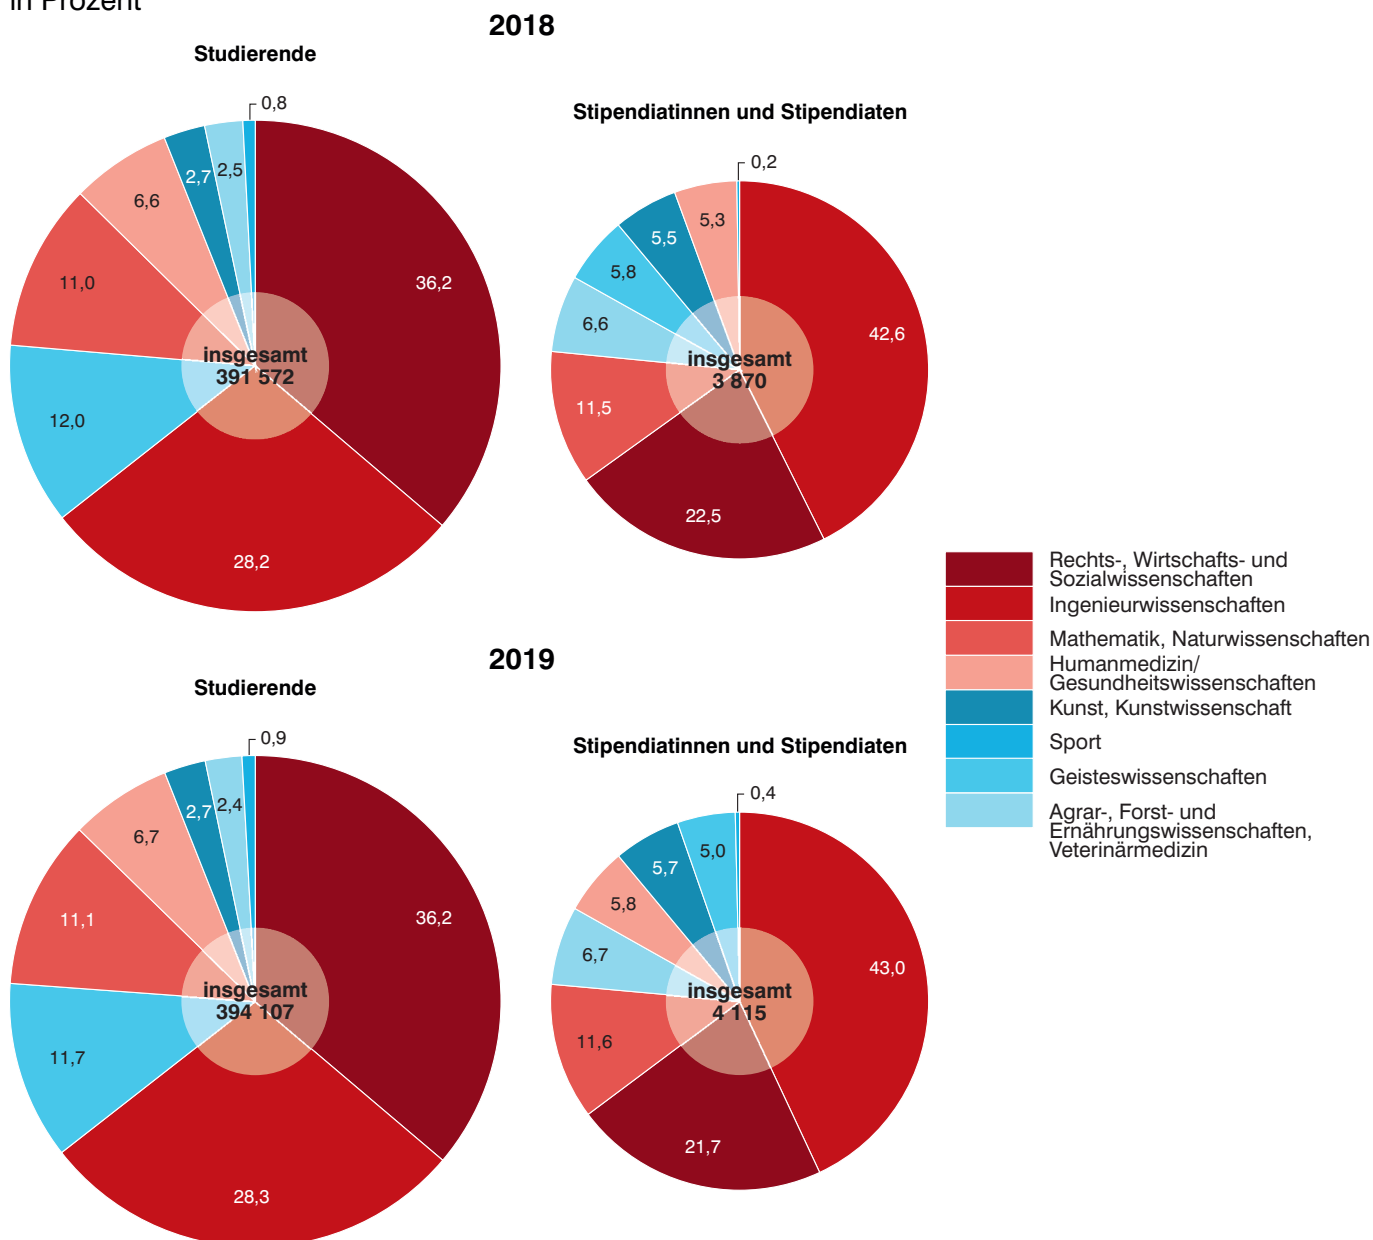 in Prozent
2018
Studierende
0,8
2,5
2,7
6,6
11,0
36,2
12,0
28,2
insgesamt
391 572
Stipendiatinnen und Stipendiaten
0,2
5,3
5,5
5,8
6,6
42,6
11,5
22,5
insgesamt
3 870
Rechts-, Wirtschafts- und
Sozialwissenschaften
Ingenieurwissenschaften
Mathematik, Naturwissenschaften
Humanmedizin/
Gesundheitswissenschaften
Kunst, Kunstwissenschaft
Sport
Geisteswissenschaften
Agrar-, Forst- und
Ernährungswissenschaften,
Veterinärmedizin
2019
Studierende
0,9
2,4
2,7
6,7
11,1
36,2
11,7
28,3
insgesamt
394 107
Stipendiatinnen und Stipendiaten
0,4
5,0
5,7
5,8
6,7
43,0
11,6
21,7
insgesamt
4 115